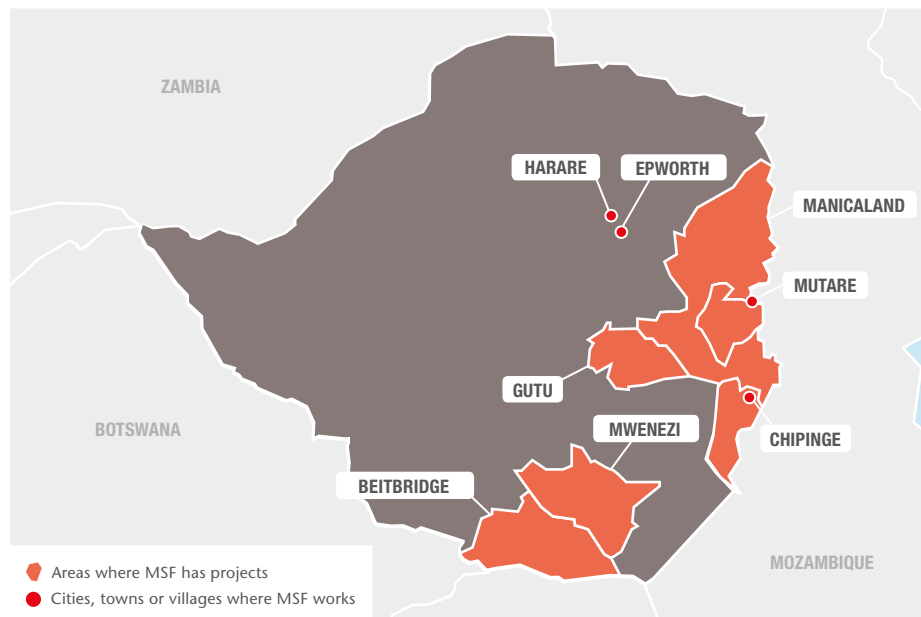 ZAMBIA
HARARE
EPWORTH
MANICALAND
MUTARE
GUTU
MWENEZI
BOTSWANA
CHIPINGE
BEITBRIDGE
MOZAMBIQUE
Areas where MSF has projects
Cities, towns or villages where MSF works